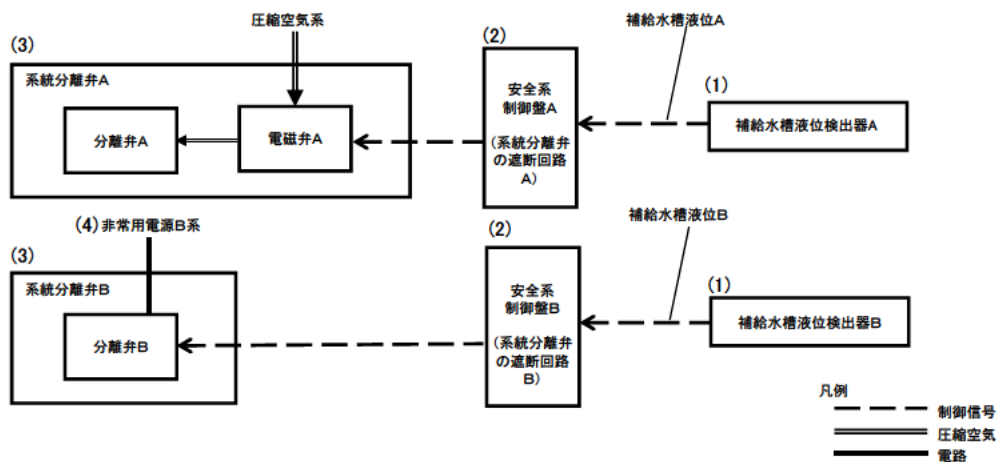 圧縮空気系
(3)
系統分離弁A
分離弁A
電磁弁A
(2)
安全系
制御盤A
(系統分離弁
の遮断回路
A)
補給水槽液位A
(1)
補給水槽液位検出器A
(4)非常用電源B系
(3)
系統分離弁B
分離弁B
(2)
安全系
制御盤B
(系統分離弁
の遮断回路
B)
補給水槽液位B
(1)
補給水槽液位検出器B
凡例
制御信号
圧縮空気
電路